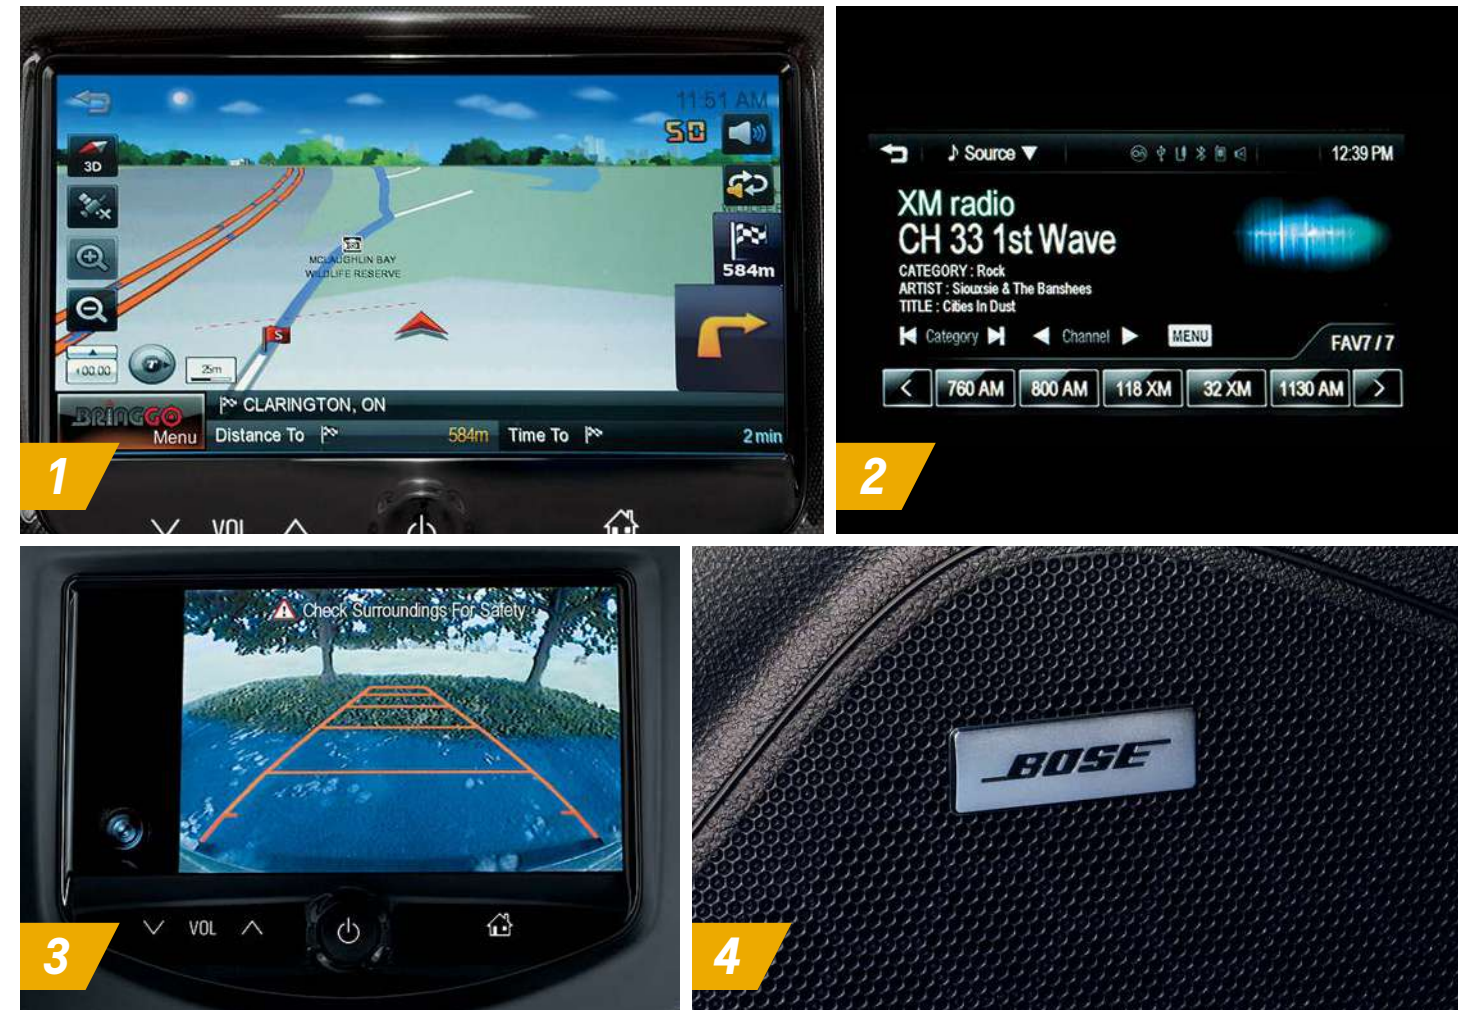 11:51 AM
50
3D
MCLAUGHLIN BAY
WILDLIFE RESERVE
584m
S
+00.00
T
25m
BRINGGO
Menu
CLARINGTON, ON
Distance To 584m Time To 2 min
VOL
1
Source 12:39 PM
XM radio
CH 33 1st Wave
CATEGORY : Rock
ARTIST : Siouxsie & The Banshees
TITLE : Cities In Dust
Category Channel MENU FAV7 / 7
< 760 AM 800 AM 118 XM 32 XM 1130 AM >
2
Check Surroundings For Safety
VOL
3
BOSE
4